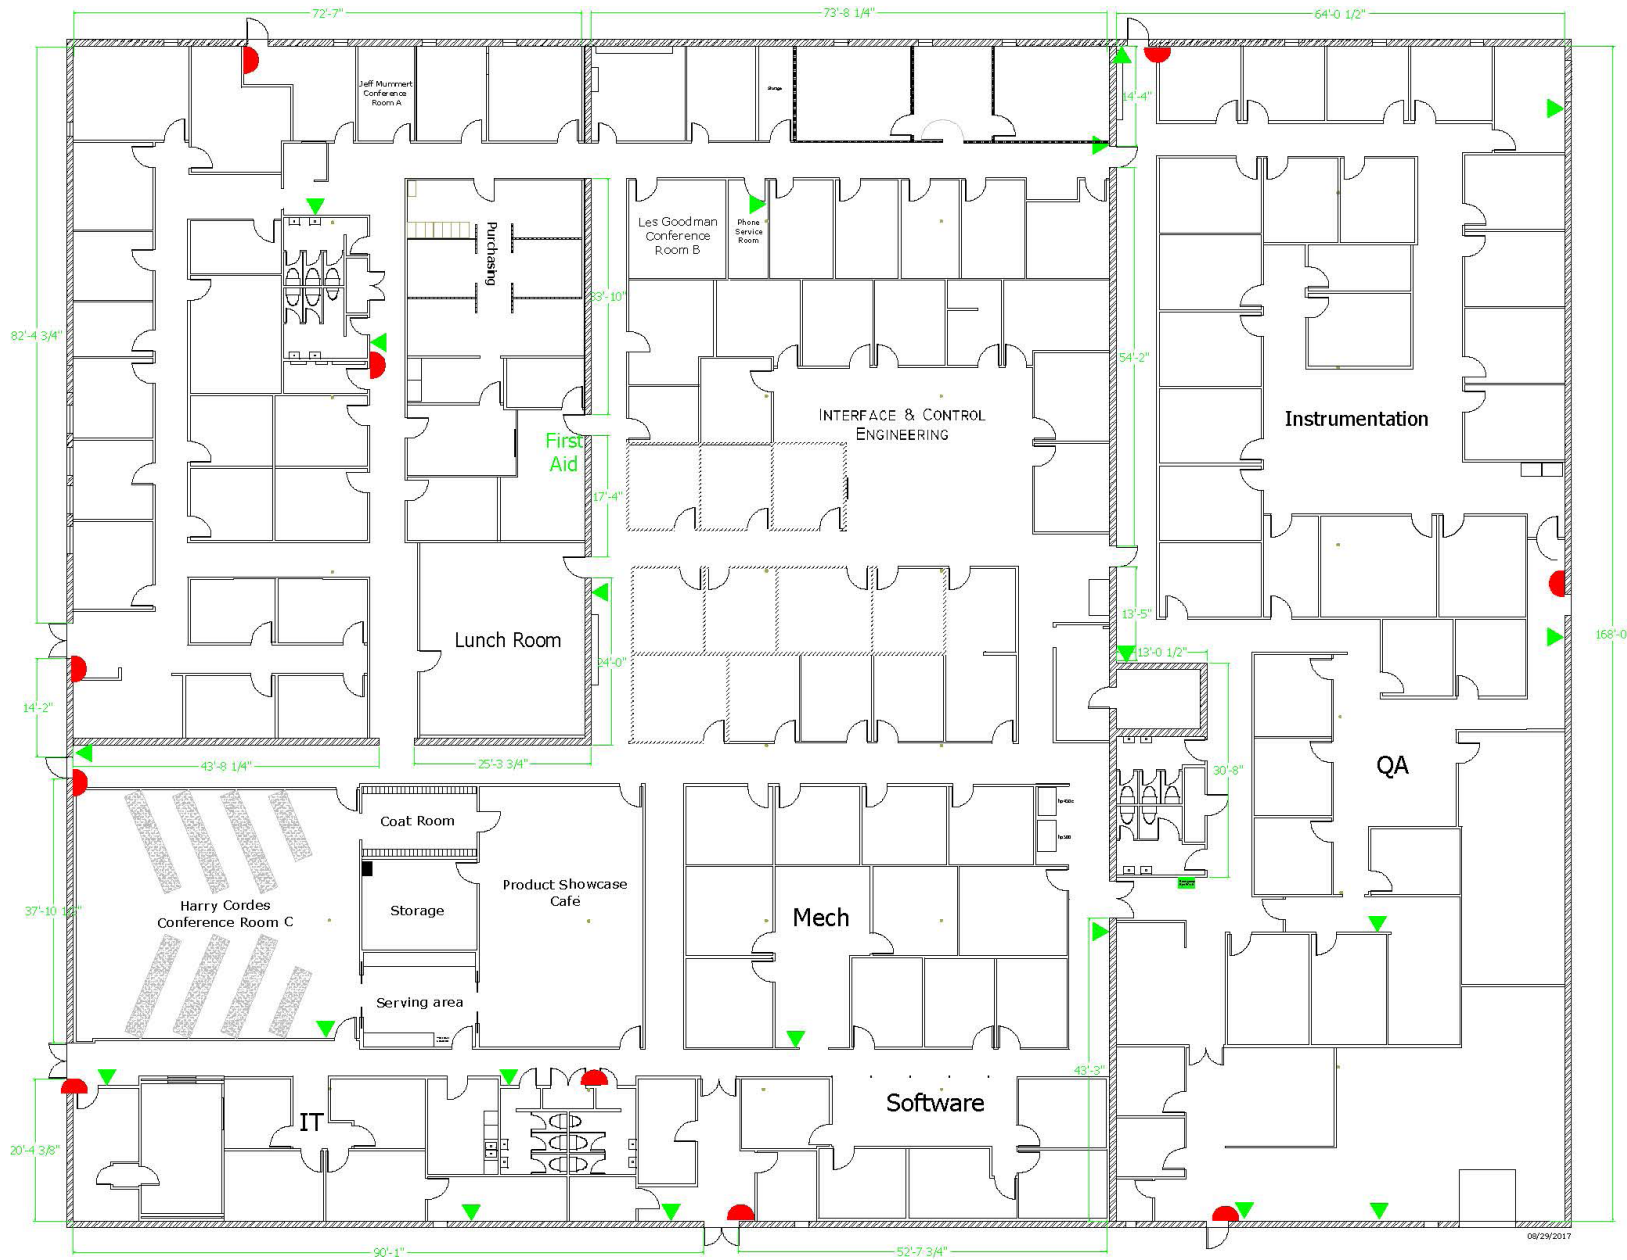 72'-7"
73'-8 1/4"
64'-0 1/2"
Jeff Mummert
Conference
Room A
Storage
14'-4"
Purchasing
Les Goodman
Conference
Room B
Phone
Service
Room
33'-10"
82'-4 3/4"
54'-2"
INTERFACE & CONTROL
ENGINEERING
Instrumentation
First
Aid
17'-4"
13'-5"
168'-0
Lunch Room
24'-0"
13'-0 1/2"
14'-2"
43'-8 1/4"
25'-3 3/4"
30'-8"
QA
Coat Room
Product Showcase
Cafe
Harry Cordes
Conference Room C
Storage
37'-10
Mech
Serving area
43'-3"
Software
IT
20'-4 3/8"
08/29/2017
90'-1"
52'-7 3/4"